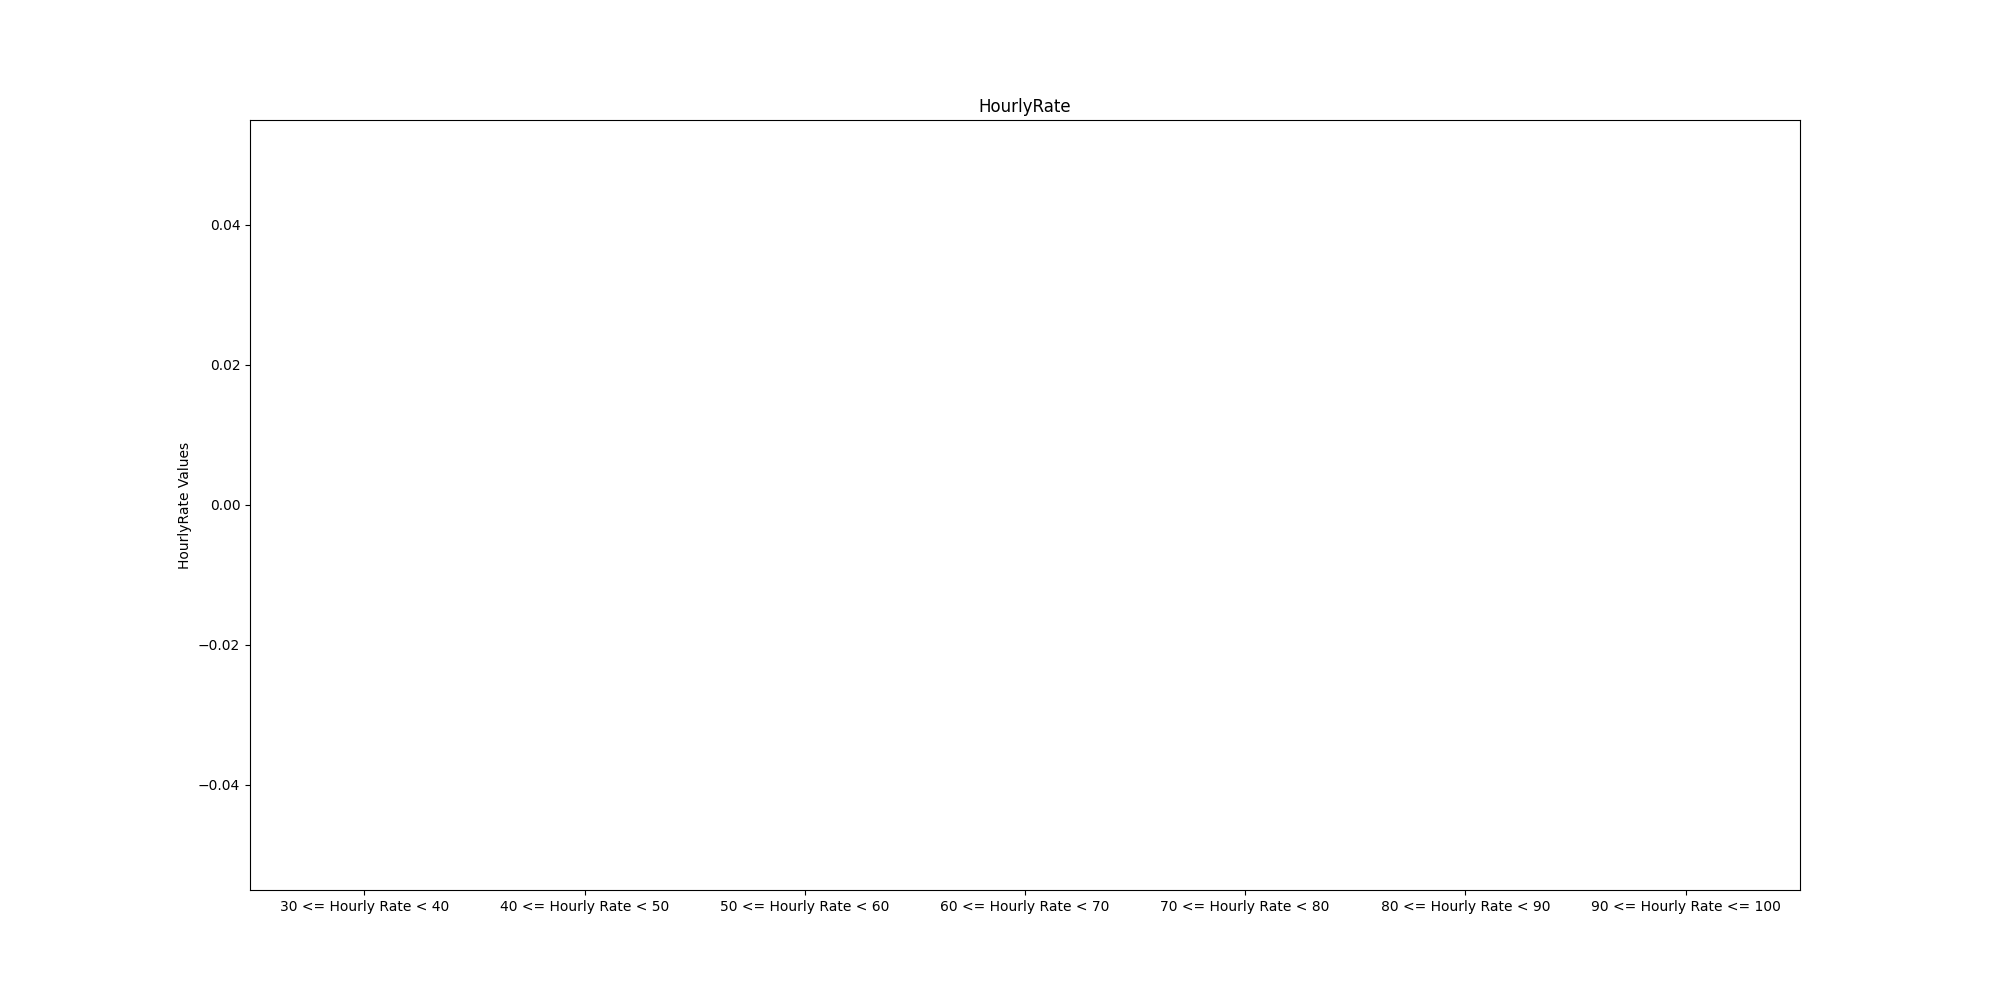 HourlyRate
0.04
0.02
0.00
−0.02
−0.04
HourlyRate Values
30 <= Hourly Rate < 40
40 <= Hourly Rate < 50
50 <= Hourly Rate < 60
60 <= Hourly Rate < 70
70 <= Hourly Rate < 80
80 <= Hourly Rate < 90
90 <= Hourly Rate <= 100